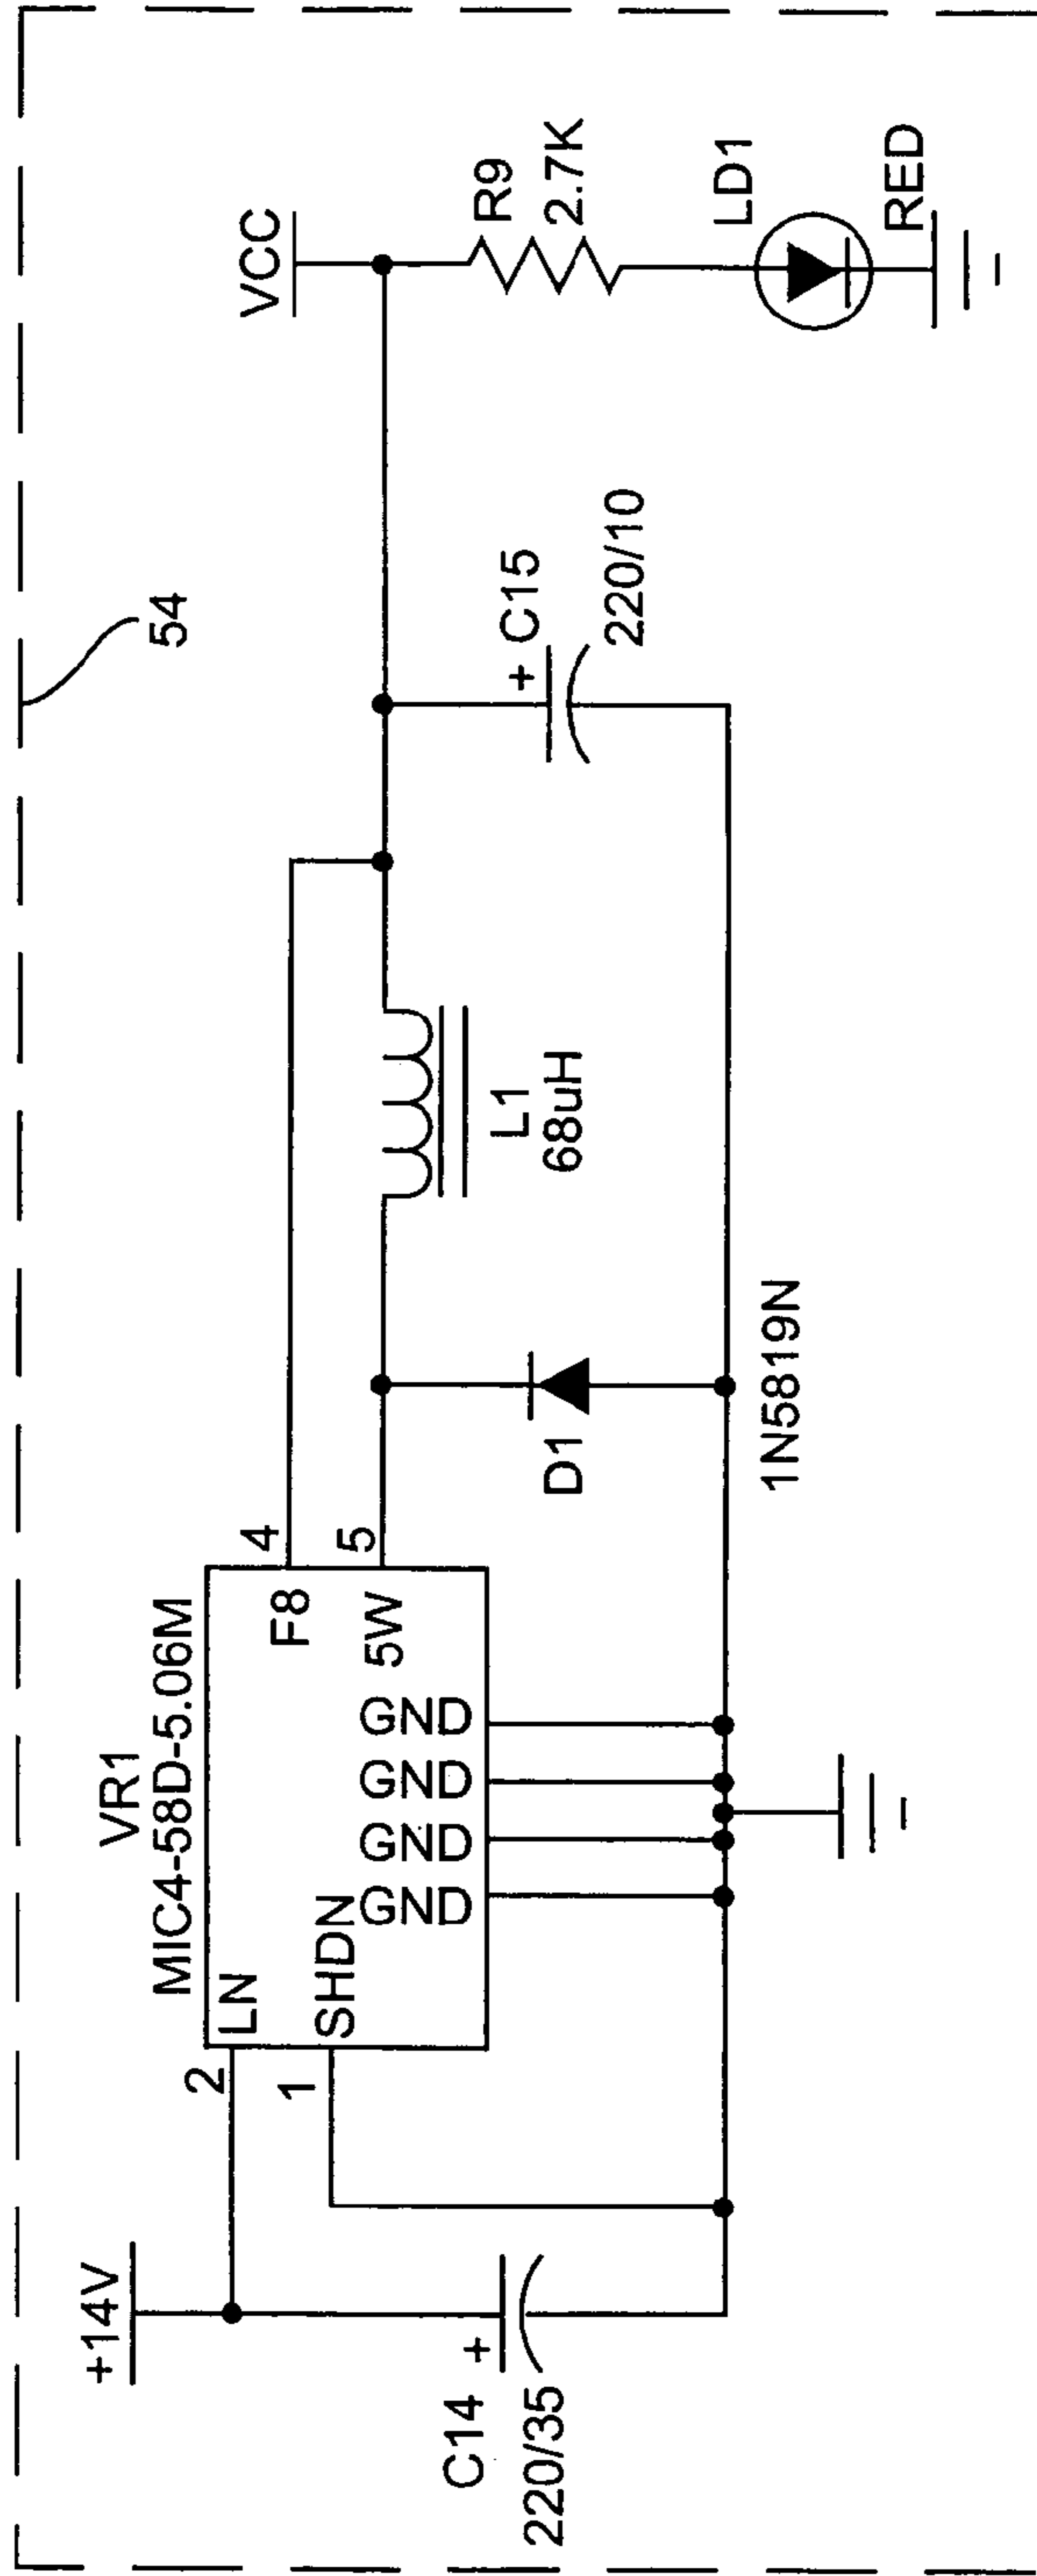 54
+14V
C14
220/35
+
2
1
VR1
MIC4-58D-5.06M
LN
SHDN
F8
5W
GND
GND
GND
GND
4
5
D1
1N5819N
L1
68uH
+
C15
220/10
VCC
R9
2.7K
LD1
RED